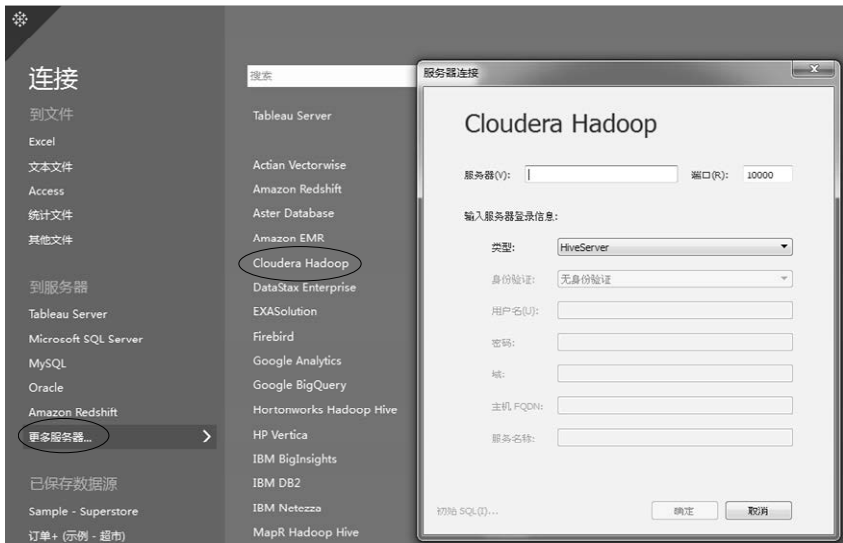 连接
到文件
Excel
文本文件
Access
统计文件
其他文件
到服务器
Tableau Server
Microsoft SQL Server
MySQL
Oracle
Amazon Redshift
更多服务器...
已保存数据源
Sample - Superstore
订单+ (示例 - 超市)
搜索
Tableau Server
Actian Vectorwise
Amazon Redshift
Aster Database
Amazon EMR
Cloudera Hadoop
DataStax Enterprise
EXASolution
Firebird
Google Analytics
Google BigQuery
Hortonworks Hadoop Hive
HP Vertica
IBM BigInsights
IBM DB2
IBM Netezza
MapR Hadoop Hive
服务器连接
Cloudera Hadoop
服务器(V): 端口(R): 10000
输入服务器登录信息:
类型: HiveServer
身份验证: 无身份验证
用户名(U):
密码:
域:
主机 FQDN:
服务名称:
初始 SQL(I)... 确定 取消